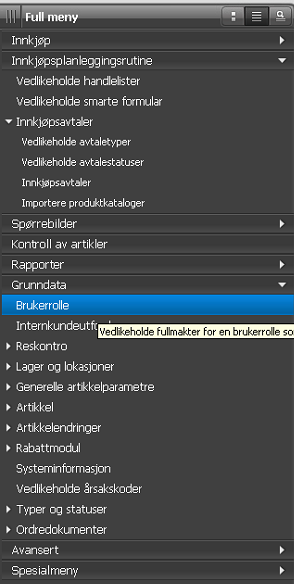 Full meny
Innkjøp
Innkjøpsplanleggingsrutine
Vedlikeholde handlelister
Vedlikeholde smarte formular
Innkjøpsavtaler
Vedlikeholde avtaletyper
Vedlikeholde avtalestatuser
Innkjøpsavtaler
Importere produktkataloger
Spørrebilder
Kontroll av artikler
Rapporter
Grunndata
Brukerrolle
Vedlikeholde fullmakter for en brukerrolle so
Reskontro
Lager og lokasjoner
Generelle artikkelparametre
Artikkel
Artikkelendringer
Rabattmodul
Systeminformasjon
Vedlikeholde årsakskoder
Typer og statuser
Ordredokumenter
Avansert
Spesialmeny